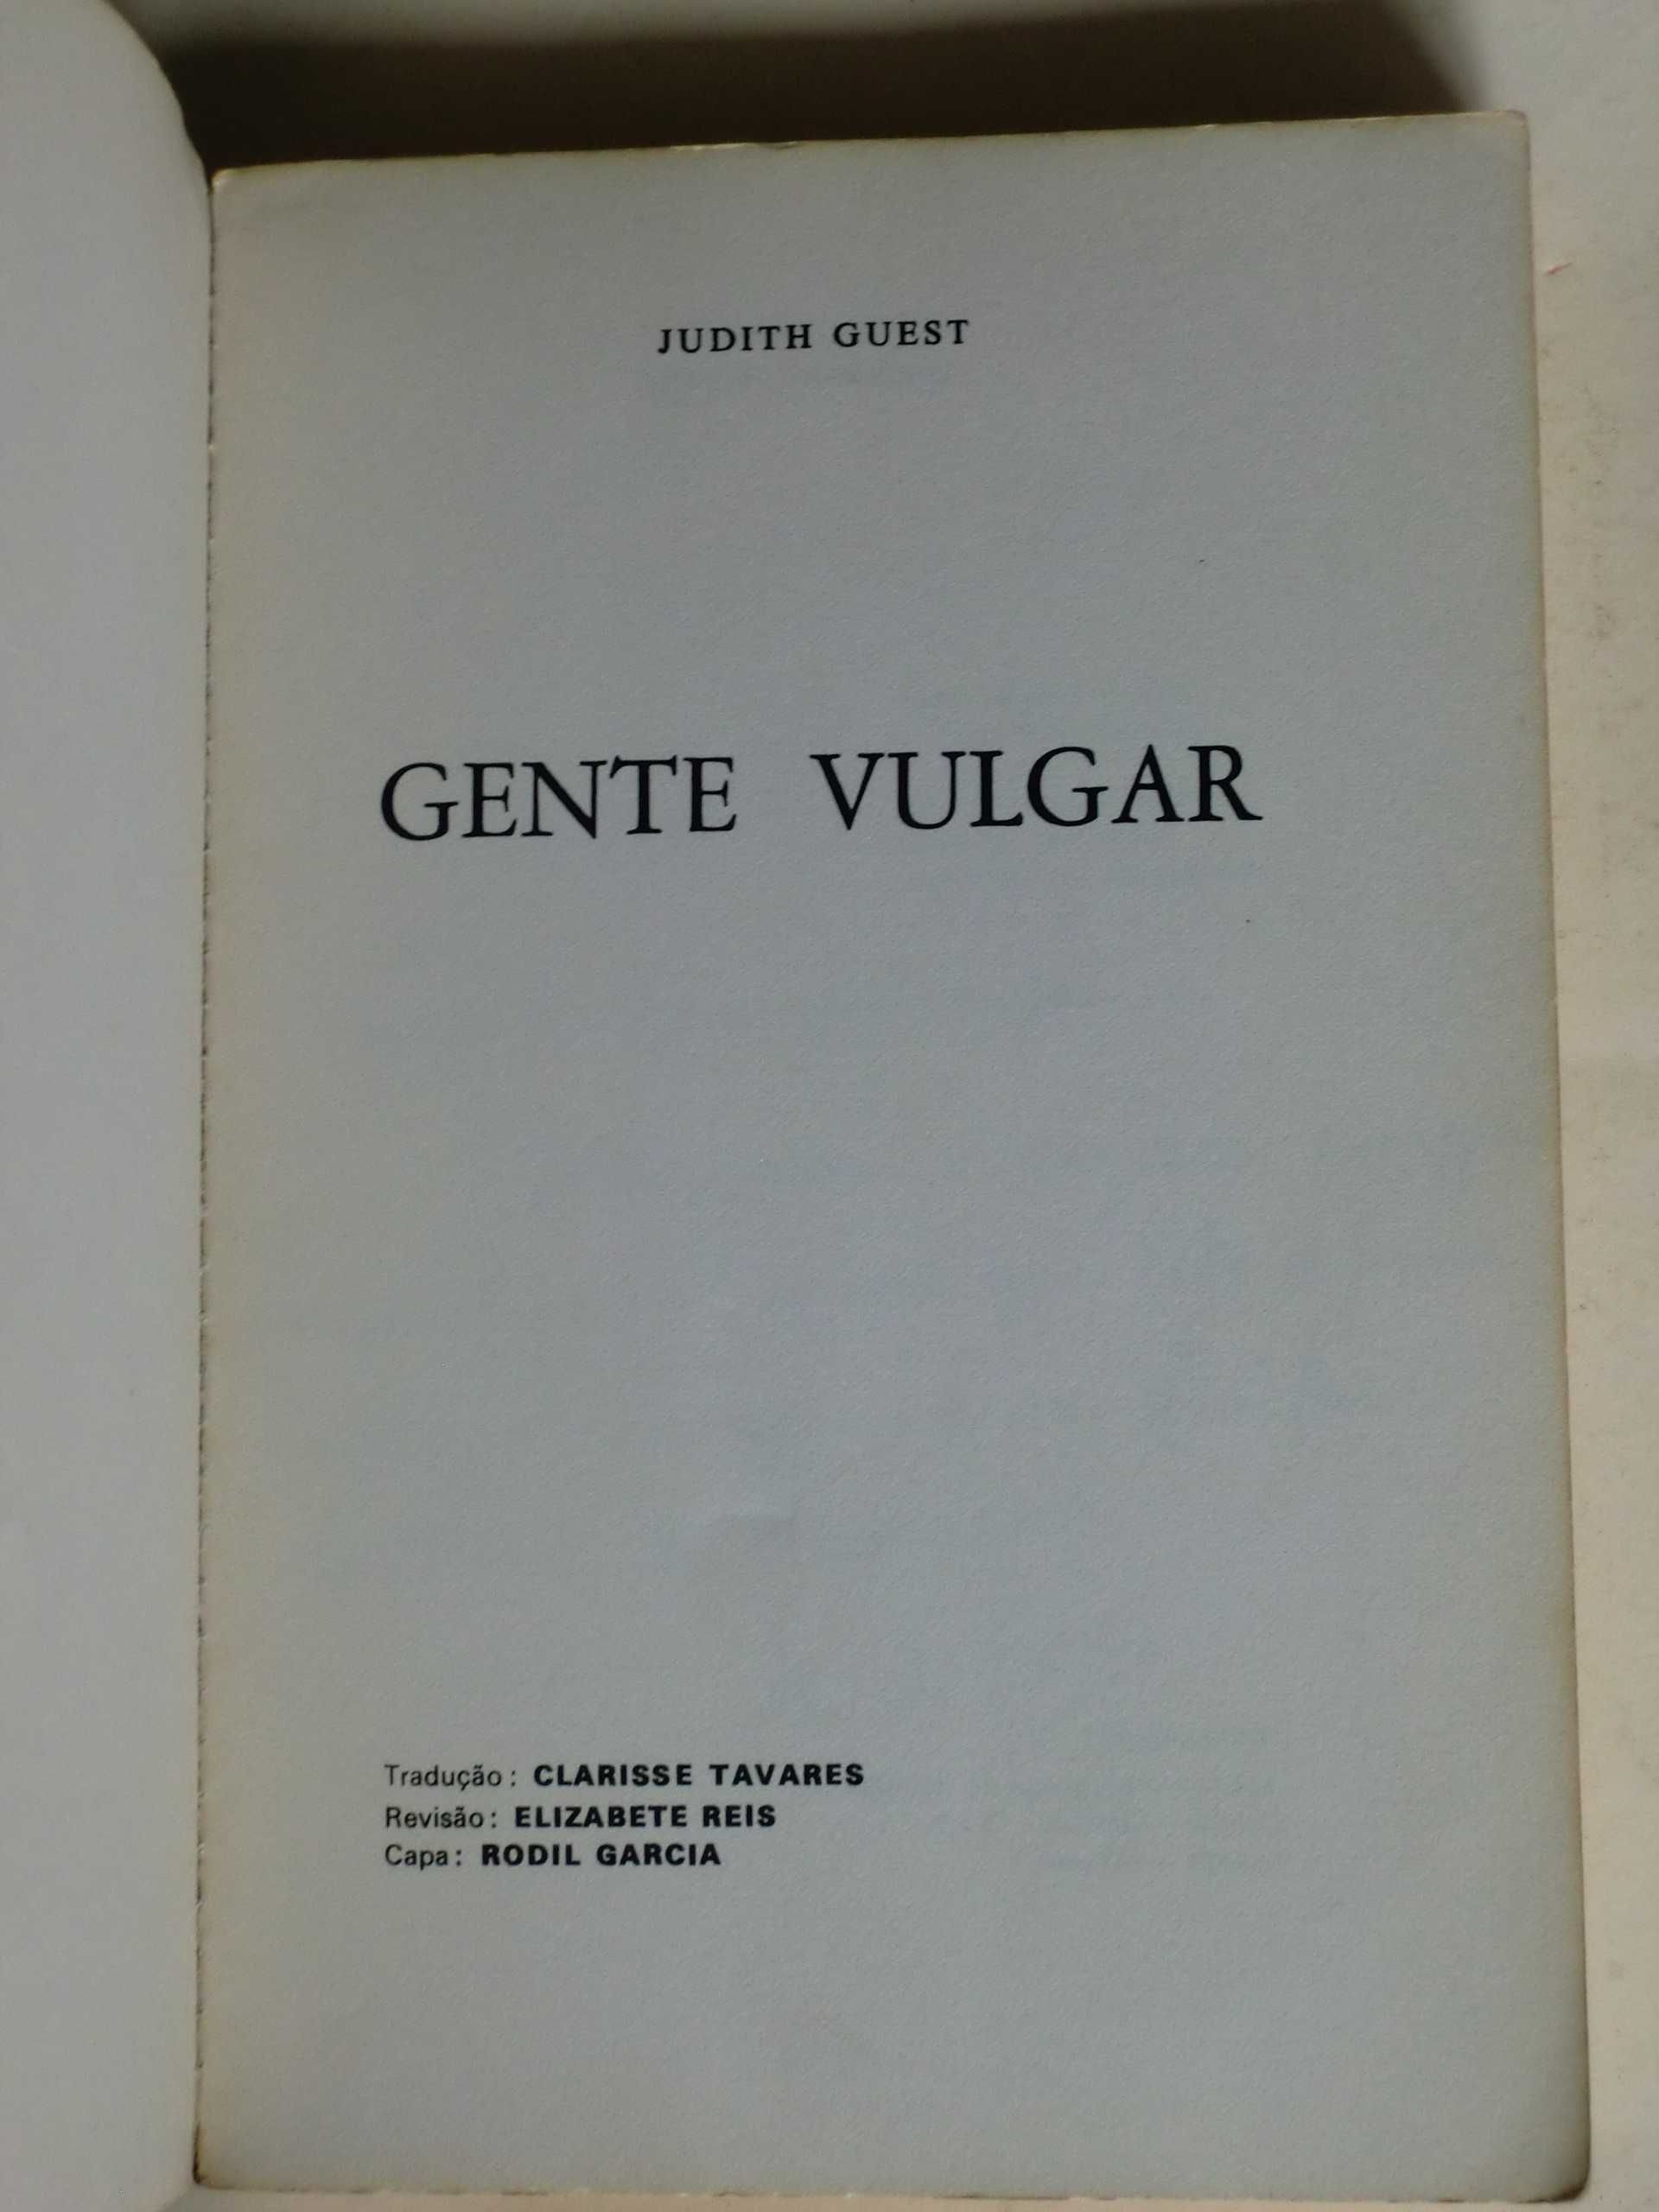 JUDITH GUEST
GENTE VULGAR
Tradução: CLARISSE TAVARES
Revisão: ELIZABETE REIS
Capa: RODIL GARCIA